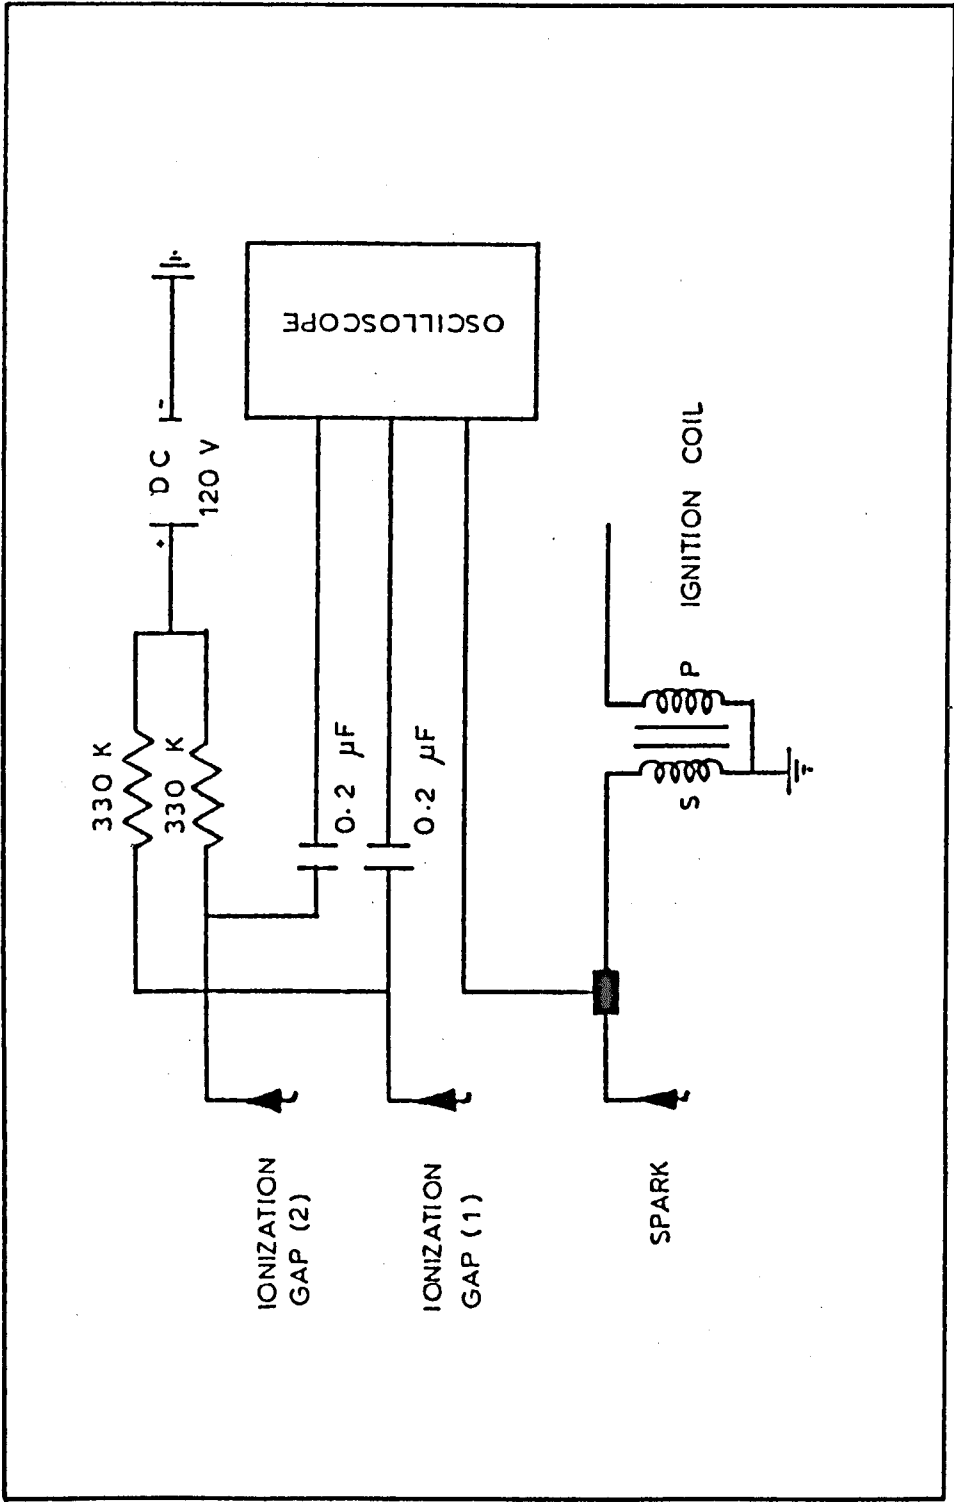 330 K
330 K
+
DC
-
120 V
OSCILLOSCOPE
0.2 μF
0.2 μF
IONIZATION
GAP (2)
IONIZATION
GAP (1)
SPARK
S
P
IGNITION COIL